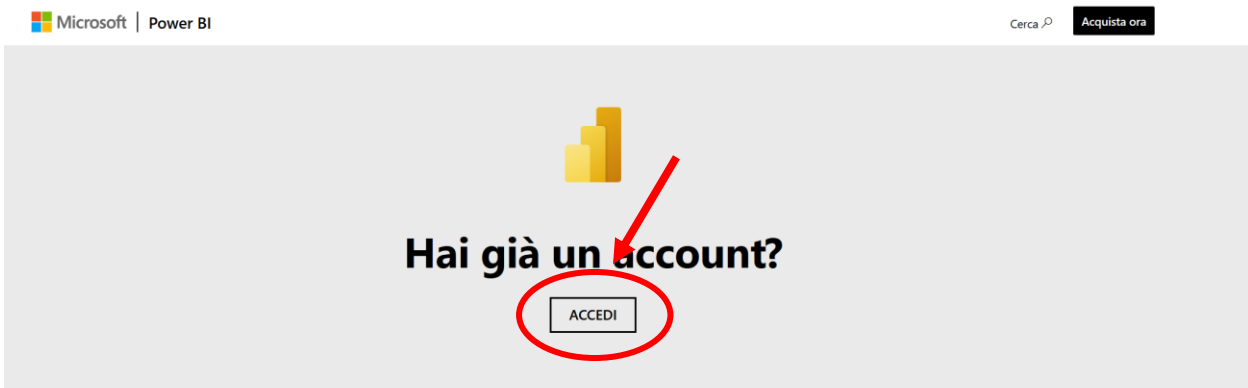 Microsoft | Power BI
Cerca
Acquista ora
Hai già un account?
ACCEDI